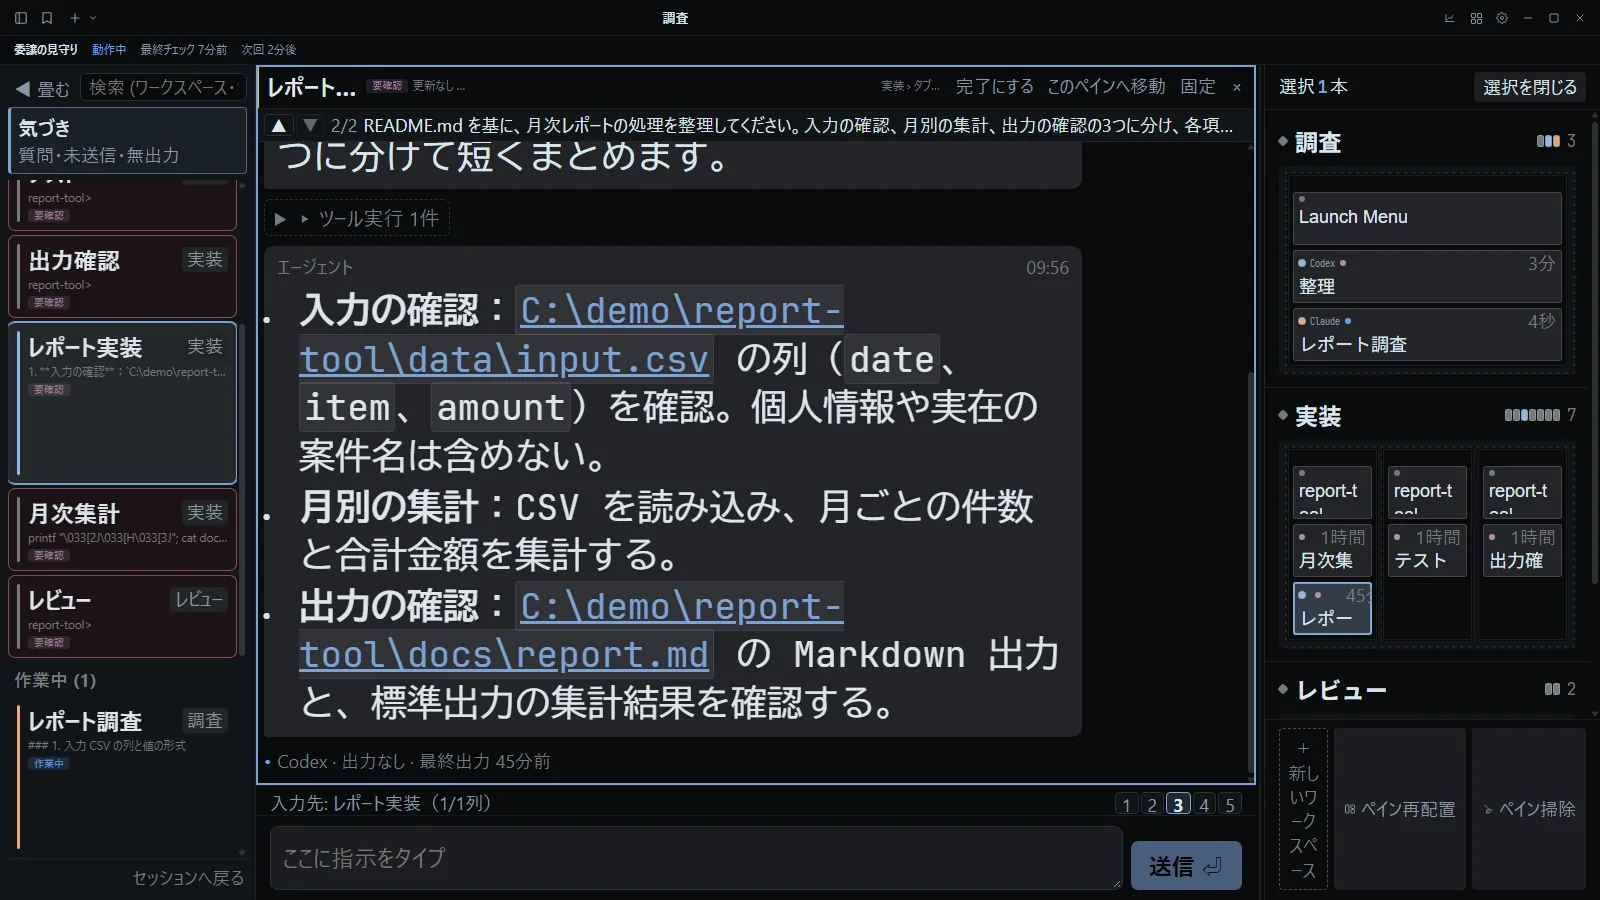 調査
委譲の見守り 動作中 最終チェック 7分前 次回 2分後
◀ 畳む
検索 (ワークスペース・
気づき
質問・未送信・無出力
report-tool>
要確認
出力確認 実装
report-tool>
要確認
レポート実装 実装
1. **入力の確認**：`C:\demo\report-t...
要確認
月次集計 実装
printf "\033[2J\033[H\033[3J"; cat doc...
要確認
レビュー レビュー
report-tool>
要確認
作業中 (1)
レポート調査 調査
### 1. 入力 CSV の列と値の形式
作業中
セッションへ戻る
レポート... 要確認 更新なし ... 実装 › タブ... 完了にする このペインへ移動 固定 ×
▲ ▼ 2/2 README.md を基に、月次レポートの処理を整理してください。入力の確認、月別の集計、出力の確認の3つに分け、各項...
つに分けて短くまとめます。
▶ ▸ ツール実行 1件
エージェント 09:56
• 入力の確認：C:\demo\report-
tool\data\input.csv の列（date、
item、amount）を確認。個人情報や実在の
案件名は含めない。
• 月別の集計：CSV を読み込み、月ごとの件数
と合計金額を集計する。
• 出力の確認：C:\demo\report-
tool\docs\report.md の Markdown 出力
と、標準出力の集計結果を確認する。
• Codex · 出力なし · 最終出力 45分前
入力先: レポート実装（1/1列） 1 2 3 4 5
ここに指示をタイプ
送信
選択 1 本 選択を閉じる
調査 3
Launch Menu
Codex 3分
整理
Claude 4秒
レポート調査
実装 7
report-t
report-t
report-t
1時間
月次集
1時間
テスト
1時間
出力確
45分
レポー
レビュー 2
＋
新し
いワ
ーク
スペ
ース
ペイン再配置
ペイン掃除